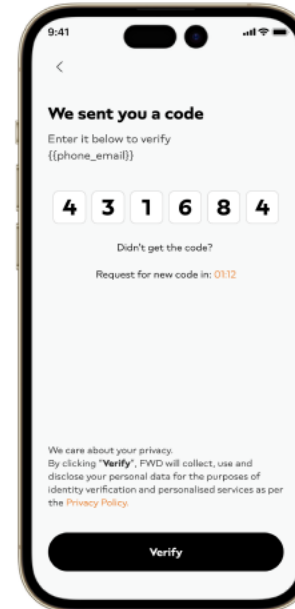 9:41
We sent you a code
Enter it below to verify
{{phone_email}}
4 3 1 6 8 4
Didn't get the code?
Request for new code in: 01:12
We care about your privacy.
By clicking "Verify", FWD will collect, use and
disclose your personal data for the purposes of
identity verification and personalised services as per
the Privacy Policy.
Verify